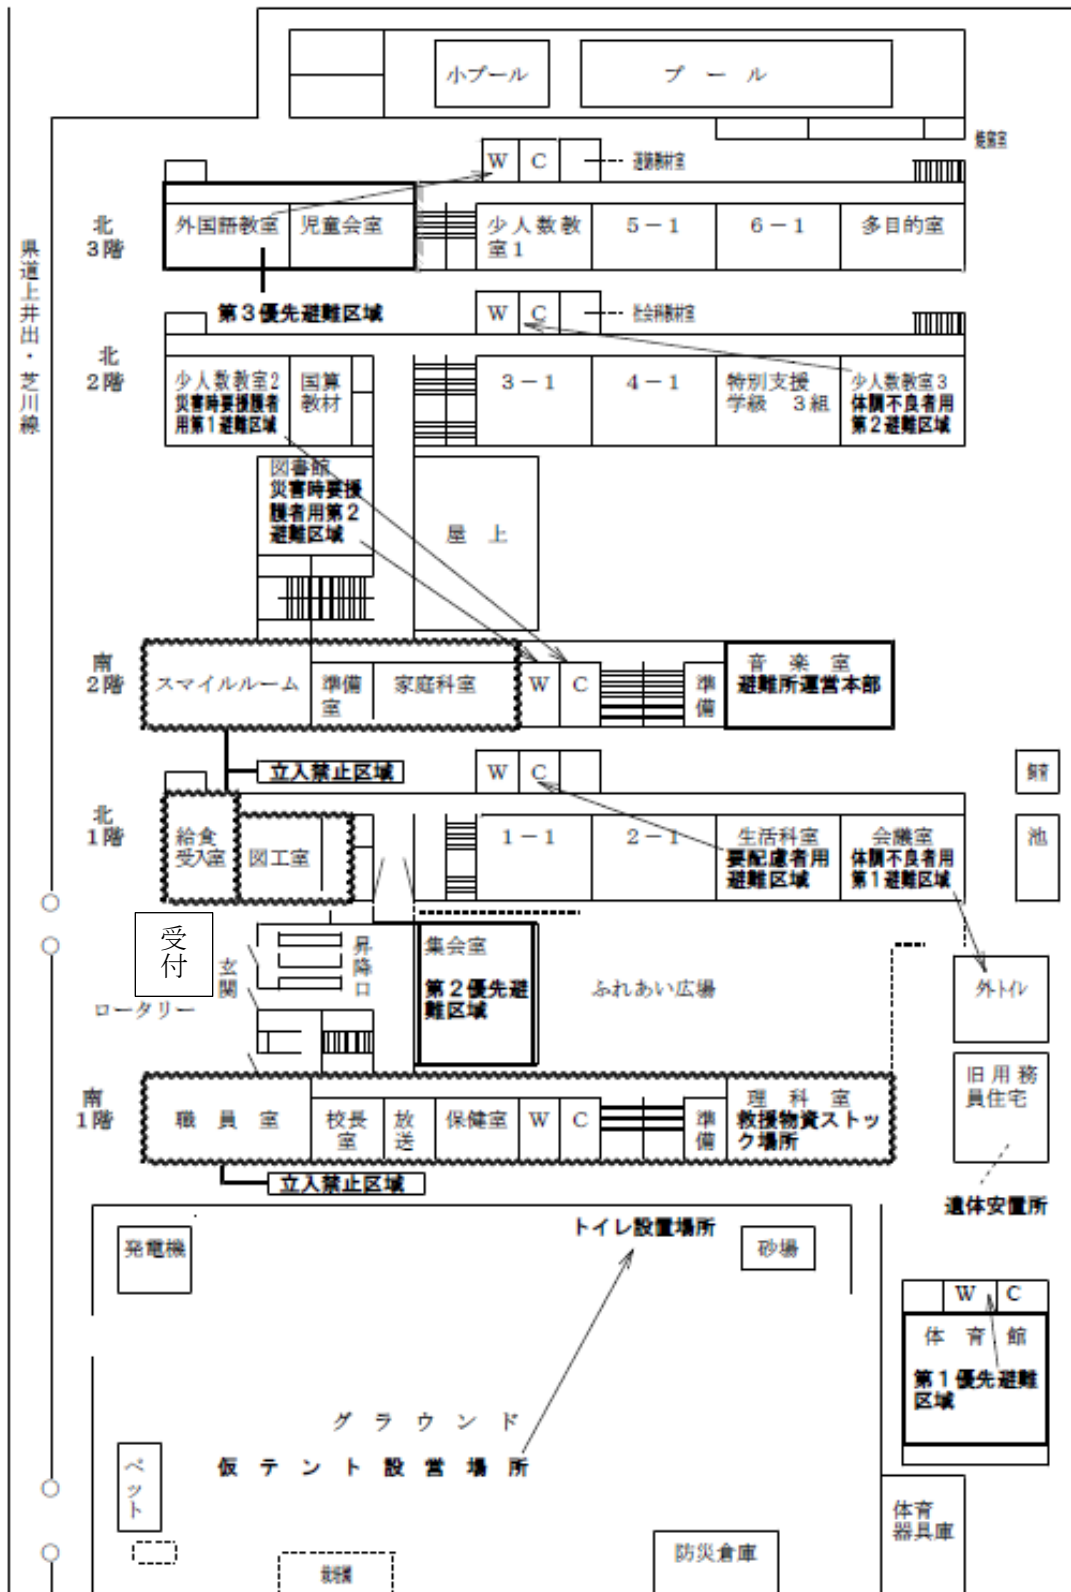 小プール
プール
WC
北
3階
外国語教室
児童会室
少人数教
室1
5－1
6－1
多目的室
第3優先避難区域
県道上井出・芝川線
WC
社会科教材室
北
2階
少人数教室2
災害時要援護者
用第1避難区域
国算
教材
3－1
4－1
特別支援
学級 3組
少人数教室3
体調不良者用
第2避難区域
図書館
災害時要援
護者用第2
避難区域
屋上
南
2階
スマイルルーム
準備
室
家庭科室
WC
準備
音楽室
避難所運営本部
立入禁止区域
WC
飼育
北
1階
給食
受入室
図工室
1－1
2－1
生活科室
要配慮者用
避難区域
会議室
体調不良者用
第1避難区域
池
受付
玄関
昇降口
集会室
第2優先避
難区域
ふれあい広場
外トイレ
ロータリー
旧用務
員住宅
南
1階
職員室
校長
室
放送
保健室
WC
準備
理科室
救援物資ストッ
ク場所
立入禁止区域
遺体安置所
発電機
トイレ設置場所
砂場
WC
体育館
第1優先避難
区域
グラウンド
仮テント設営場所
ペット
体育
器具庫
防災倉庫